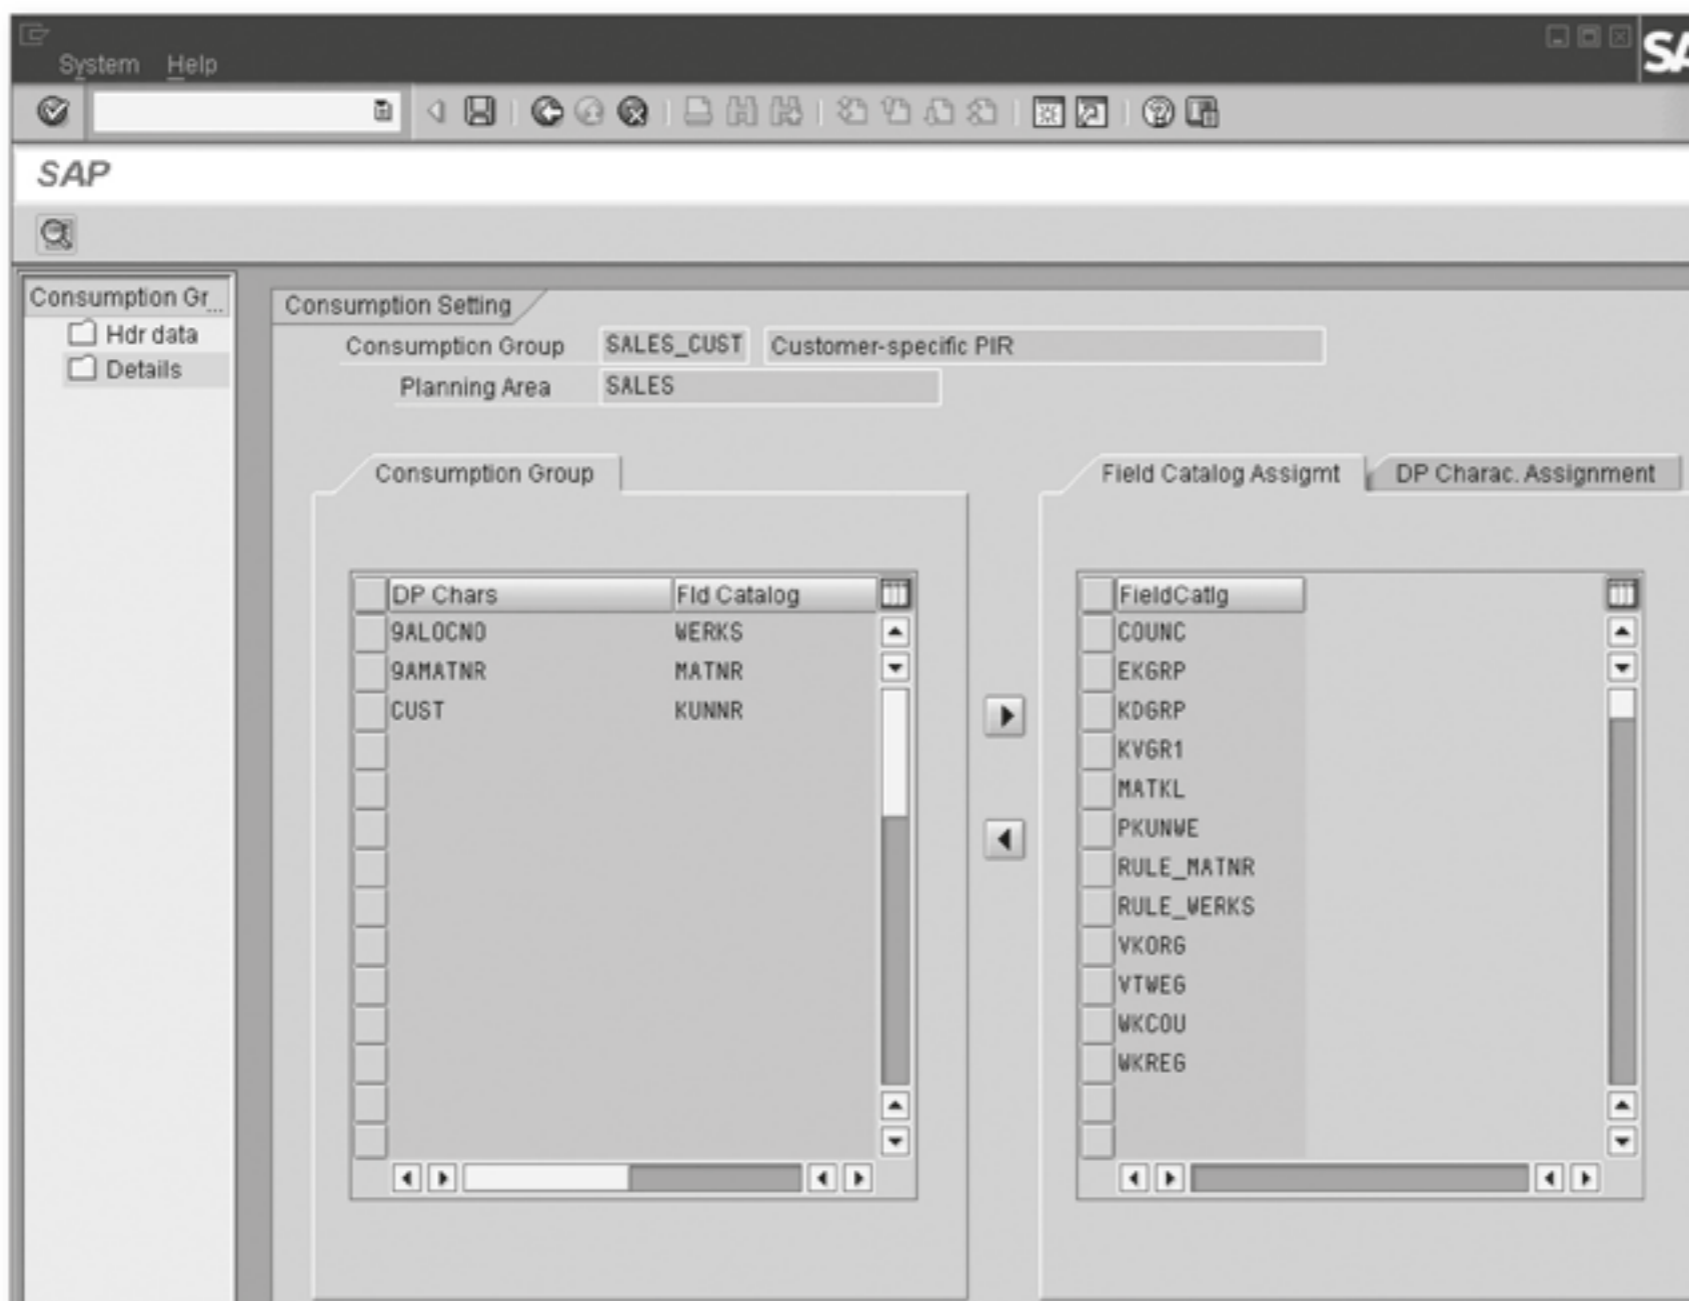 System Help
SA
SAP
Consumption Gr...
Hdr data
Details
Consumption Setting
Consumption Group SALES_CUST Customer-specific PIR
Planning Area SALES
Consumption Group
Field Catalog Assigmt DP Charac. Assignment
DP Chars Fld Catalog
9ALOCNO WERKS
9AMATNR MATNR
CUST KUNNR
FieldCatlg
COUNC
EKGRP
KDGRP
KVGR1
MATKL
PKUNWE
RULE_MATNR
RULE_WERKS
VKORG
VTWEG
WKCOU
WKREG